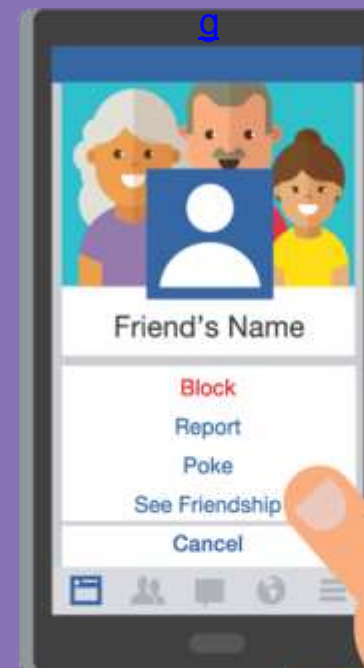 g
Friend's Name
Block
Report
Poke
See Friendship
Cancel